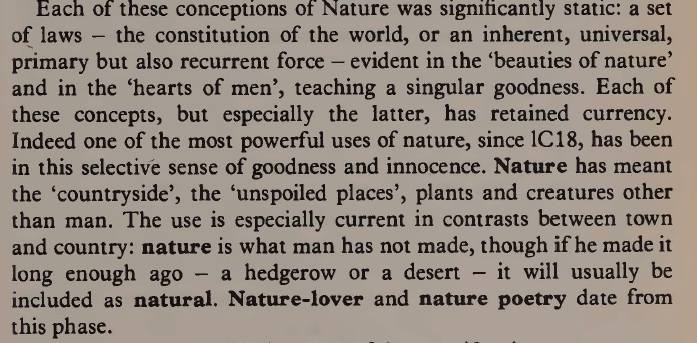 Each of these conceptions of Nature was significantly static: a set
of laws – the constitution of the world, or an inherent, universal,
primary but also recurrent force – evident in the ‘beauties of nature’
and in the ‘hearts of men’, teaching a singular goodness. Each of
these concepts, but especially the latter, has retained currency.
Indeed one of the most powerful uses of nature, since lC18, has been
in this selective sense of goodness and innocence. Nature has meant
the ‘countryside’, the ‘unspoiled places’, plants and creatures other
than man. The use is especially current in contrasts between town
and country: nature is what man has not made, though if he made it
long enough ago – a hedgerow or a desert – it will usually be
included as natural. Nature-lover and nature poetry date from
this phase.